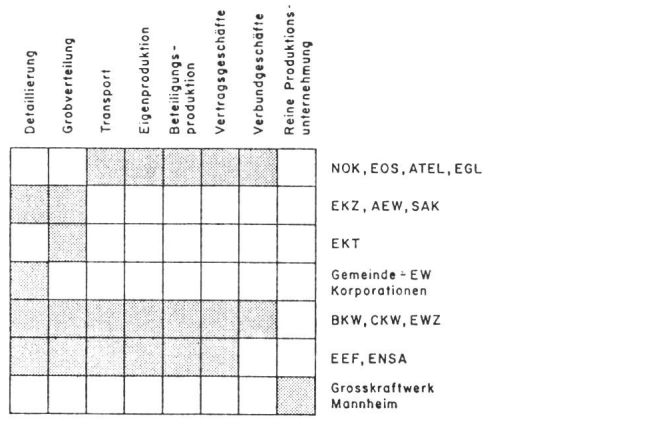 Detaillierung
Grobverteilung
Transport
Eigenproduktion
Beteiligungs-
produktion
Vertragsgeschäfte
Verbundgeschäfte
Reine Produktions-
unternehmung
NOK, EOS, ATEL, EGL
EKZ, AEW, SAK
EKT
Gemeinde-EW
Korporationen
BKW, CKW, EWZ
EEF, ENSA
Grosskraftwerk
Mannheim